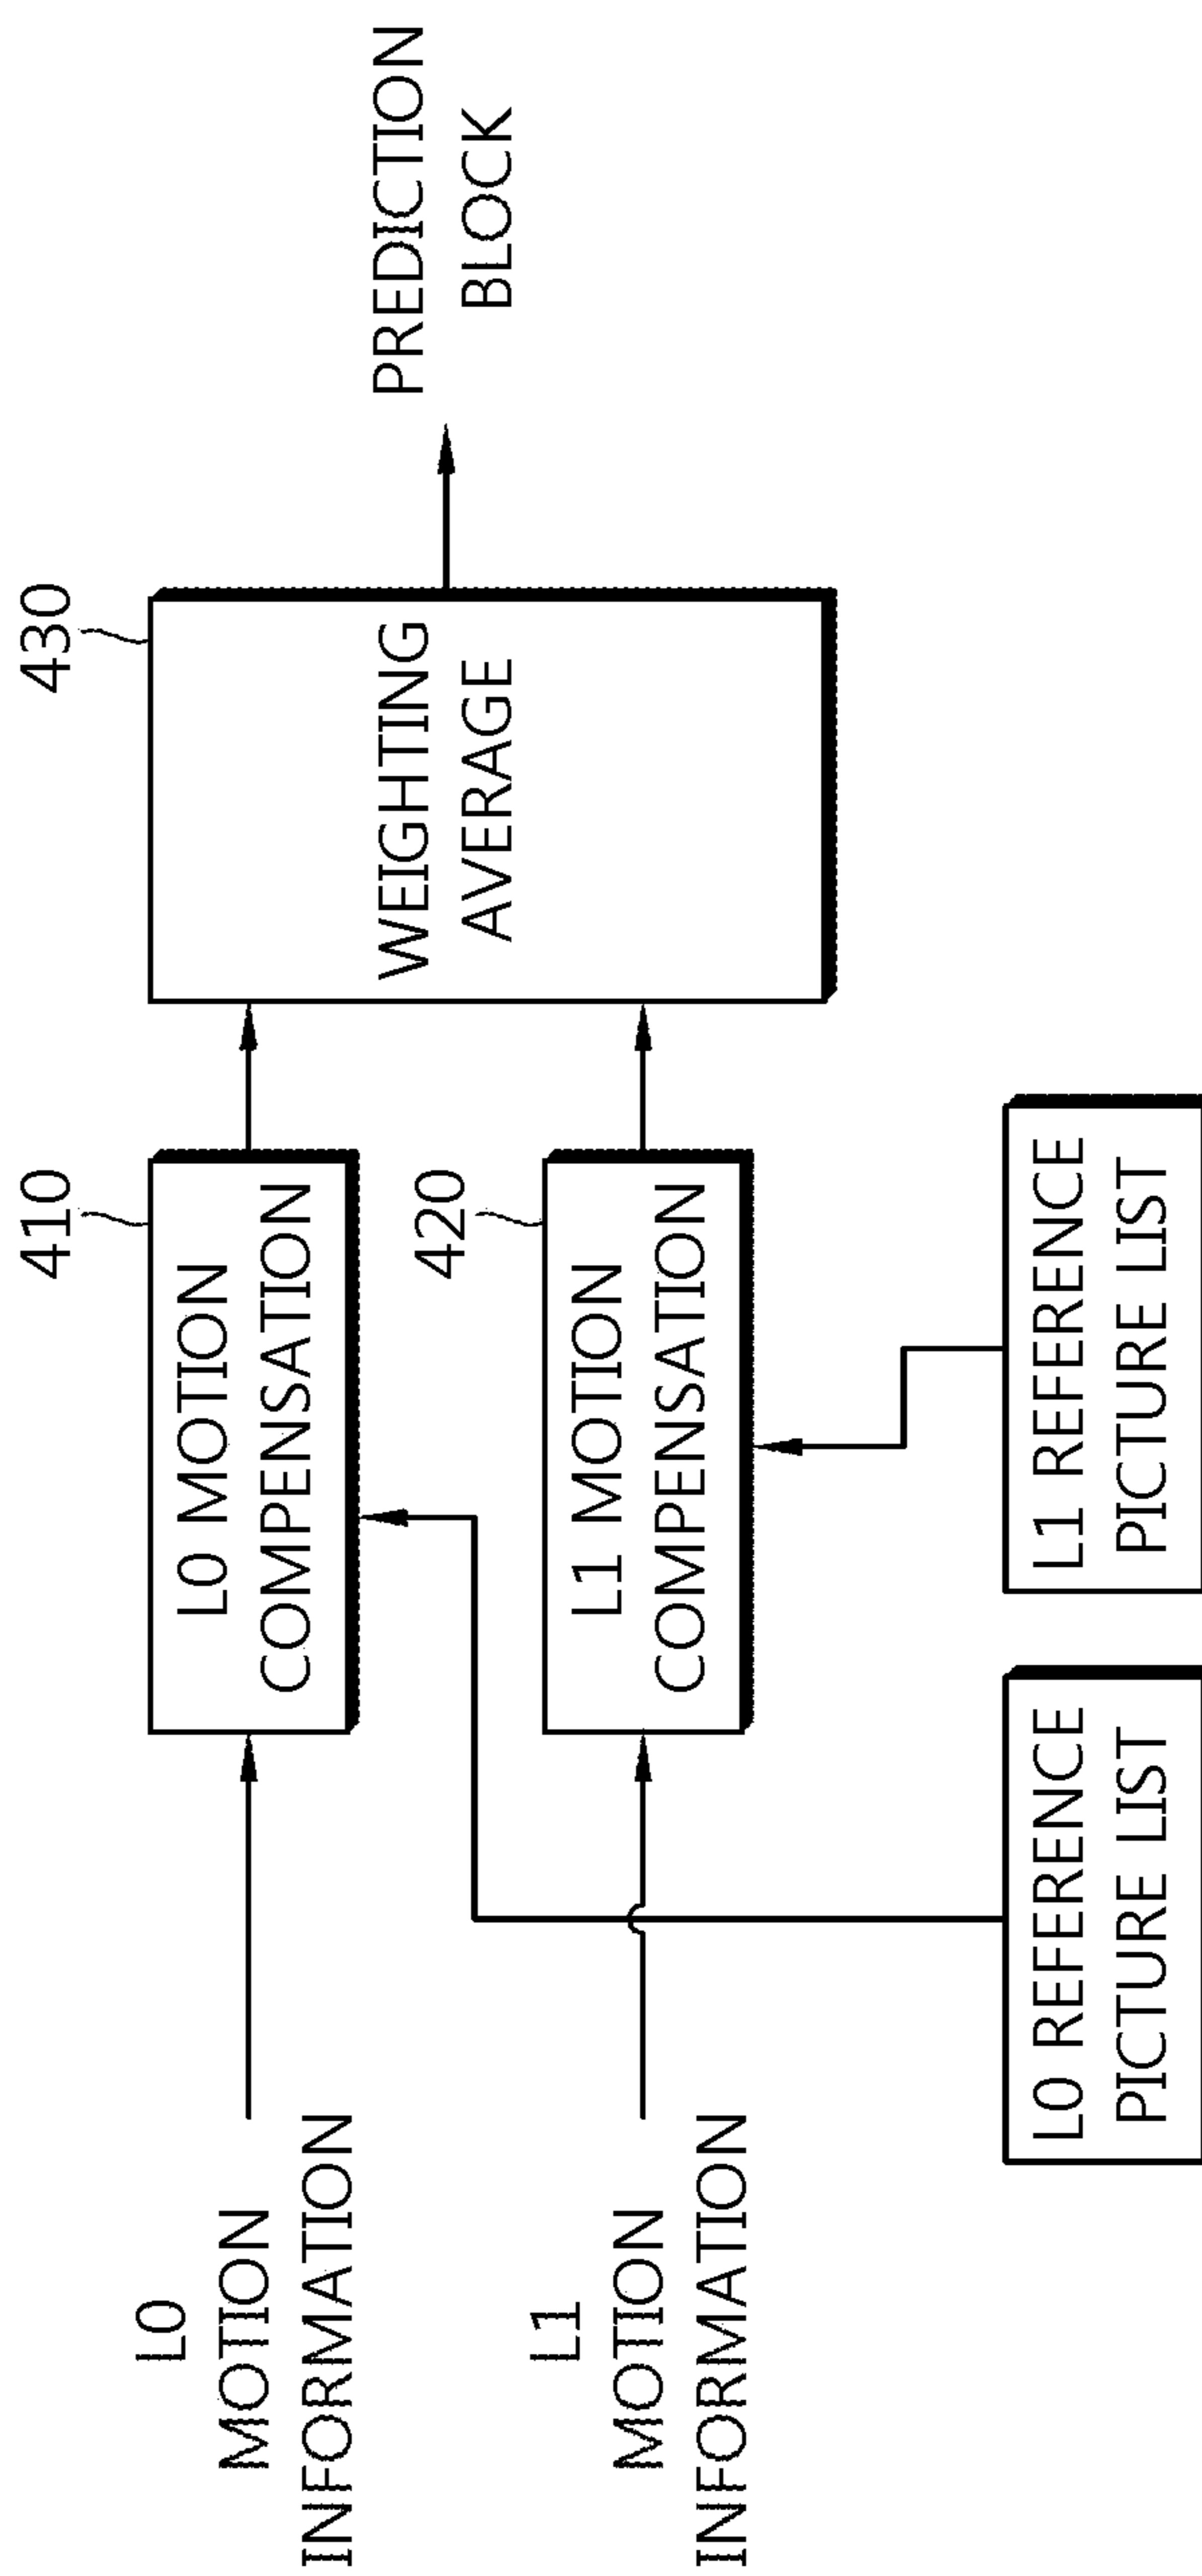 L0
MOTION
INFORMATION
410
L0 MOTION
COMPENSATION
430
WEIGHTING
AVERAGE
PREDICTION
BLOCK
L1
MOTION
INFORMATION
420
L1 MOTION
COMPENSATION
L0 REFERENCE
PICTURE LIST
L1 REFERENCE
PICTURE LIST